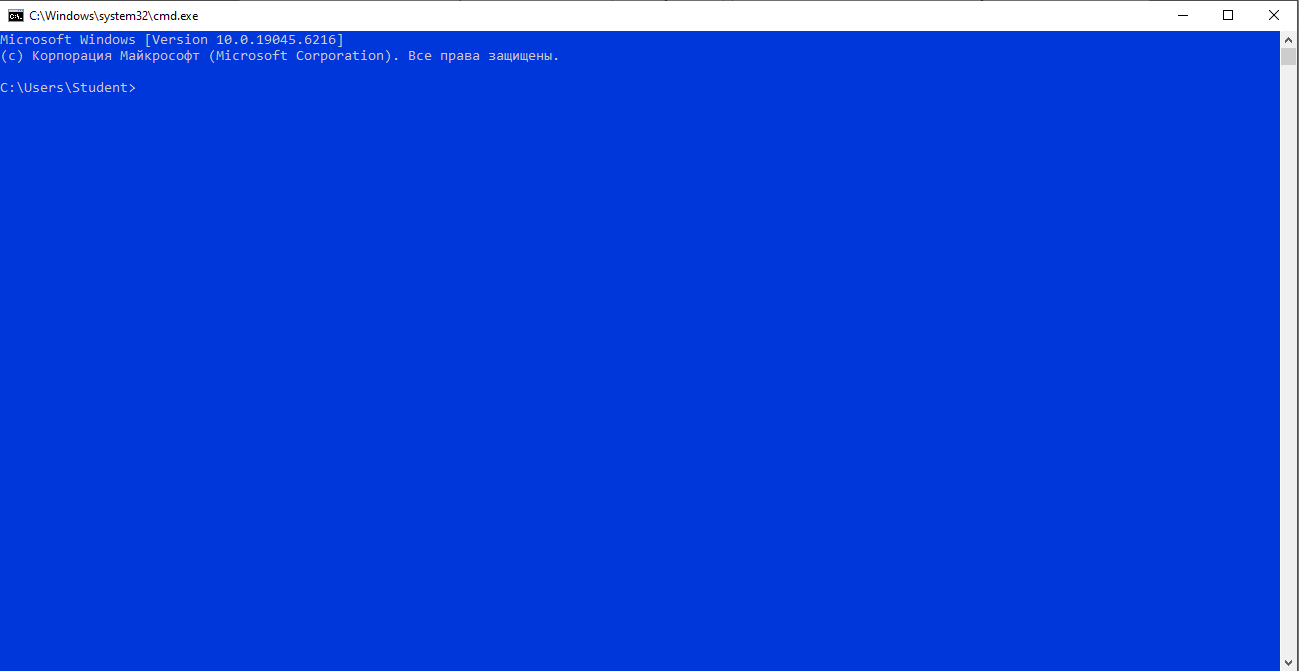 C:\Windows\system32\cmd.exe
Microsoft Windows [Version 10.0.19045.6216]
(c) Корпорация Майкрософт (Microsoft Corporation). Все права защищены.
C:\Users\Student>